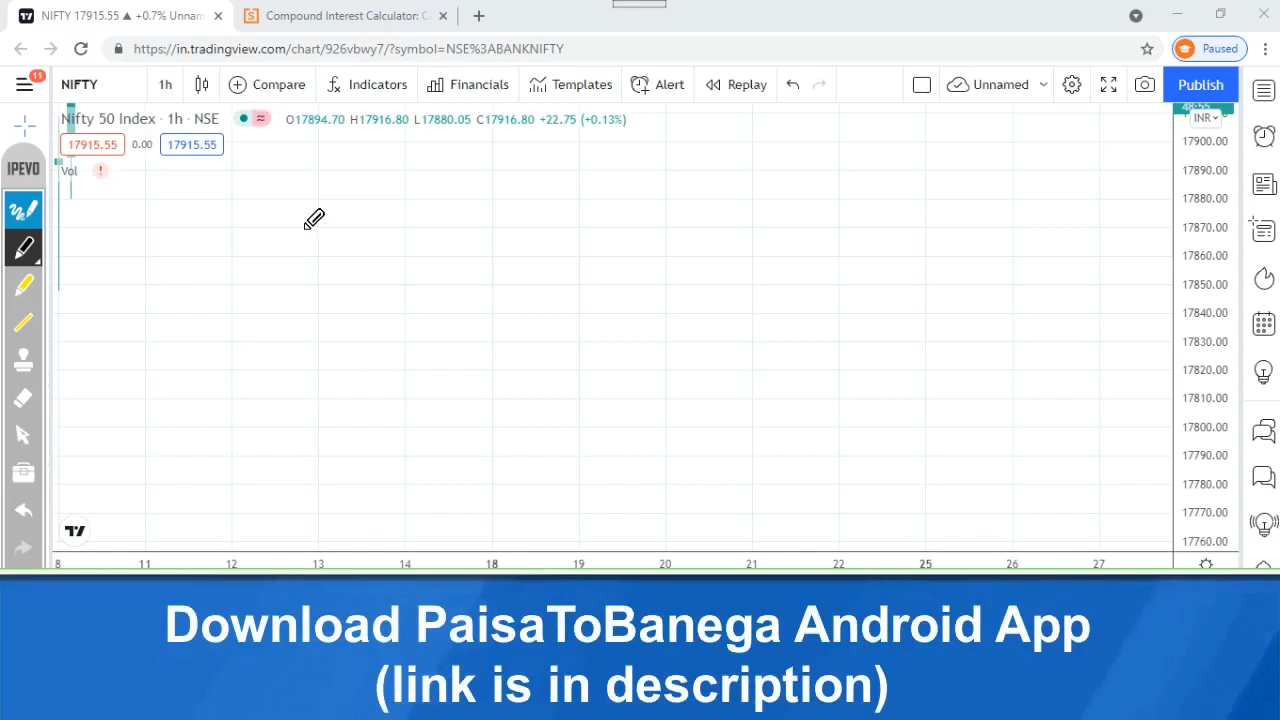 NIFTY 17915.55 ▲ +0.7% Unnam
Compound Interest Calculator: C
https://in.tradingview.com/chart/926vbwy7/?symbol=NSE%3ABANKNIFTY
Paused
11
NIFTY
1h
Compare
Indicators
Financials
Templates
Alert
Replay
Unnamed
Publish
Nifty 50 Index · 1h · NSE
O17894.70 H17916.80 L17880.05 C17916.80 +22.75 (+0.13%)
17915.55 0.00 17915.55
Vol !
IPEVO
48:55
INR
17900.00
17890.00
17880.00
17870.00
17860.00
17850.00
17840.00
17830.00
17820.00
17810.00
17800.00
17790.00
17780.00
17770.00
17760.00
8 11 12 13 14 18 19 20 21 22 25 26 27
Download PaisaToBanega Android App
(link is in description)